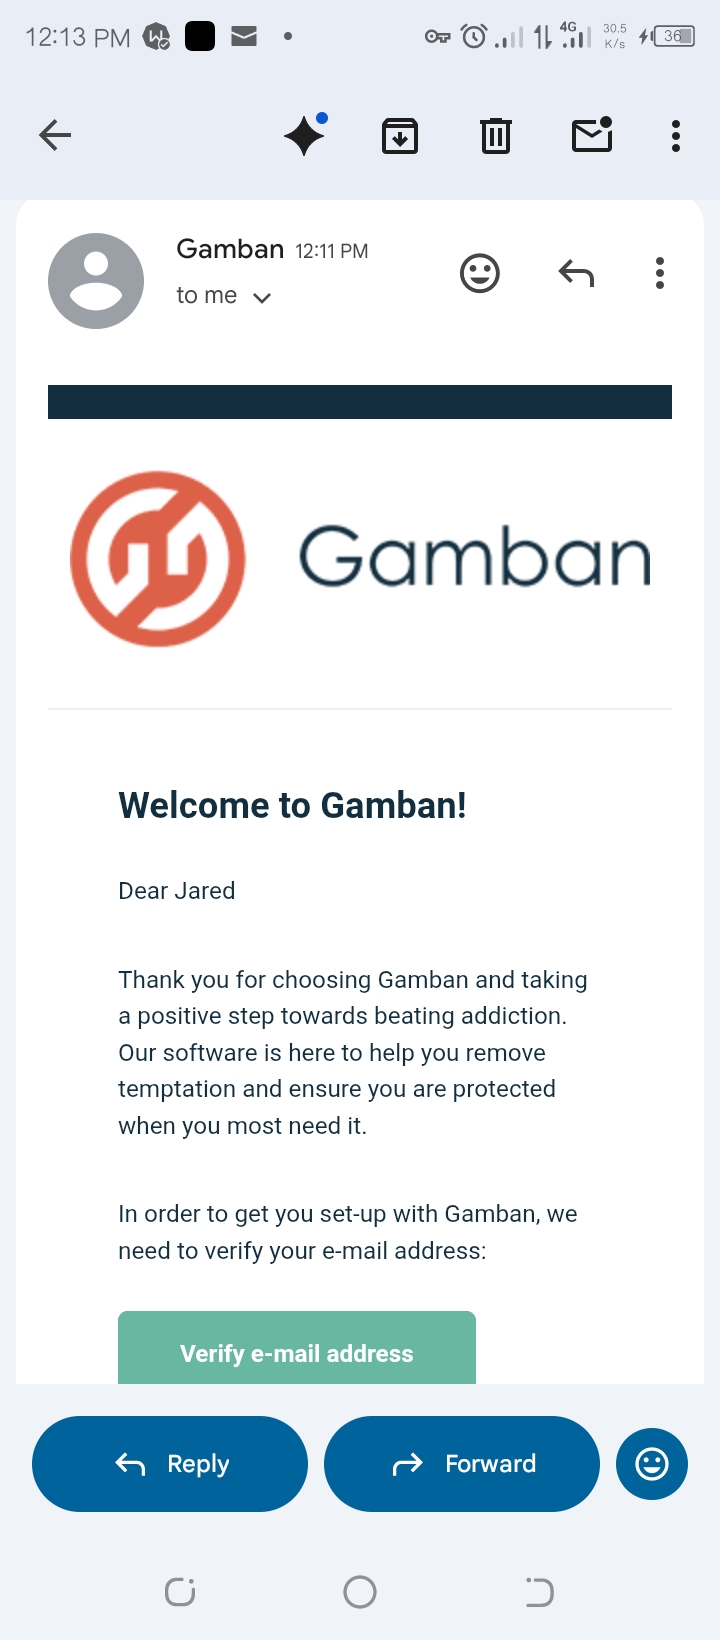 12:13 PM
4G
30.5
K/s
36
Gamban 12:11 PM
to me
Gamban
Welcome to Gamban!
Dear Jared
Thank you for choosing Gamban and taking
a positive step towards beating addiction.
Our software is here to help you remove
temptation and ensure you are protected
when you most need it.
In order to get you set-up with Gamban, we
need to verify your e-mail address:
Verify e-mail address
Reply
Forward